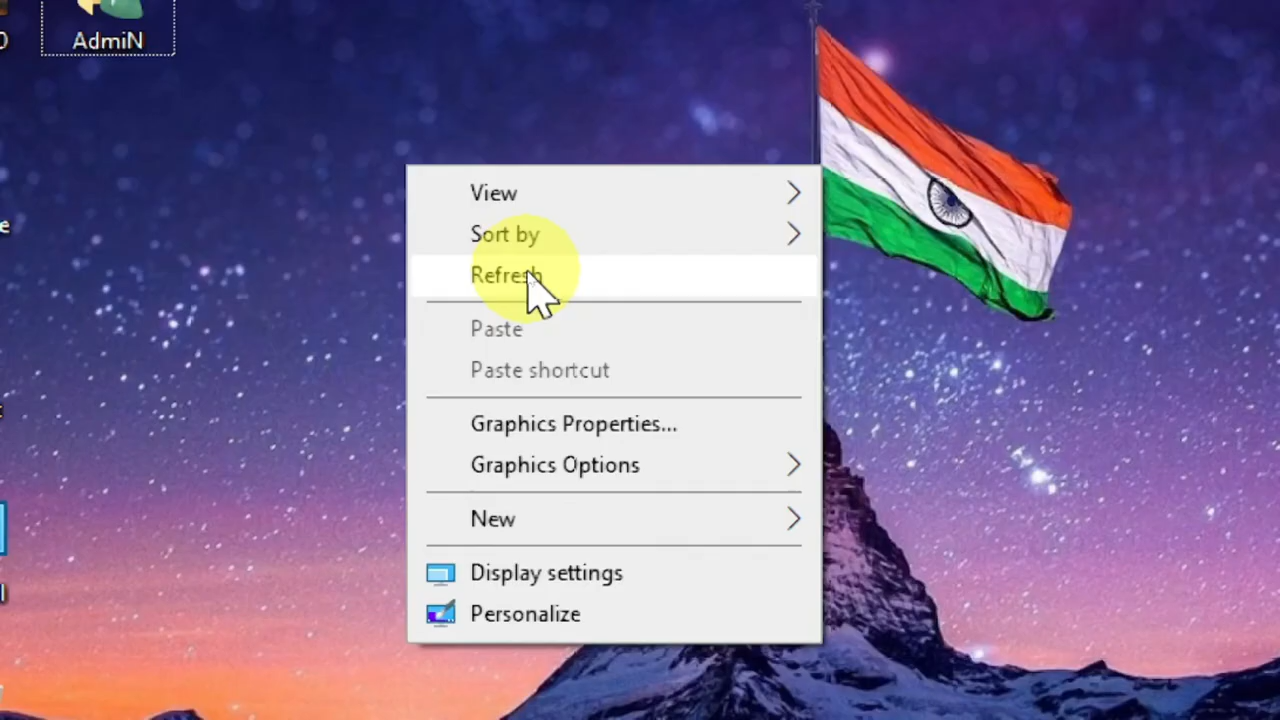 AdmiN
View
Sort by
Refresh
Paste
Paste shortcut
Graphics Properties...
Graphics Options
New
Display settings
Personalize